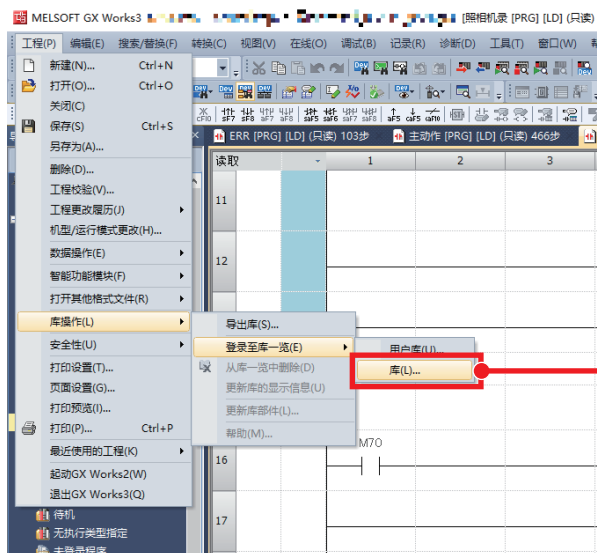 MELSOFT GX Works3
[照相机录 [PRG] [LD] (只读)
工程(P) 编辑(E) 搜索/替换(F) 转换(C) 视图(V) 在线(O) 调试(B) 记录(R) 诊断(D) 工具(T) 窗口(W)
新建(N)... Ctrl+N
打开(O)... Ctrl+O
关闭(C)
保存(S) Ctrl+S
另存为(A)...
删除(D)...
工程校验(V)...
工程更改履历(J)
机型/运行模式更改(H)...
数据操作(E)
智能功能模块(F)
打开其他格式文件(R)
库操作(L)
安全性(U)
打印设置(T)...
页面设置(G)...
打印预览(I)...
打印(P)... Ctrl+P
最近使用的工程(K)
起动GX Works2(W)
退出GX Works3(Q)
导出库(S)...
登录至库一览(E)
从库一览中删除(D)
更新库的显示信息(U)
更新库部件(L)...
帮助(M)...
用户库(U)...
库(L)...
ERR [PRG] [LD] (只读) 103步
主动作 [PRG] [LD] (只读) 466步
读取 1 2 3
11
12
M70
16
17
待机
无执行类型指定
未登录程序